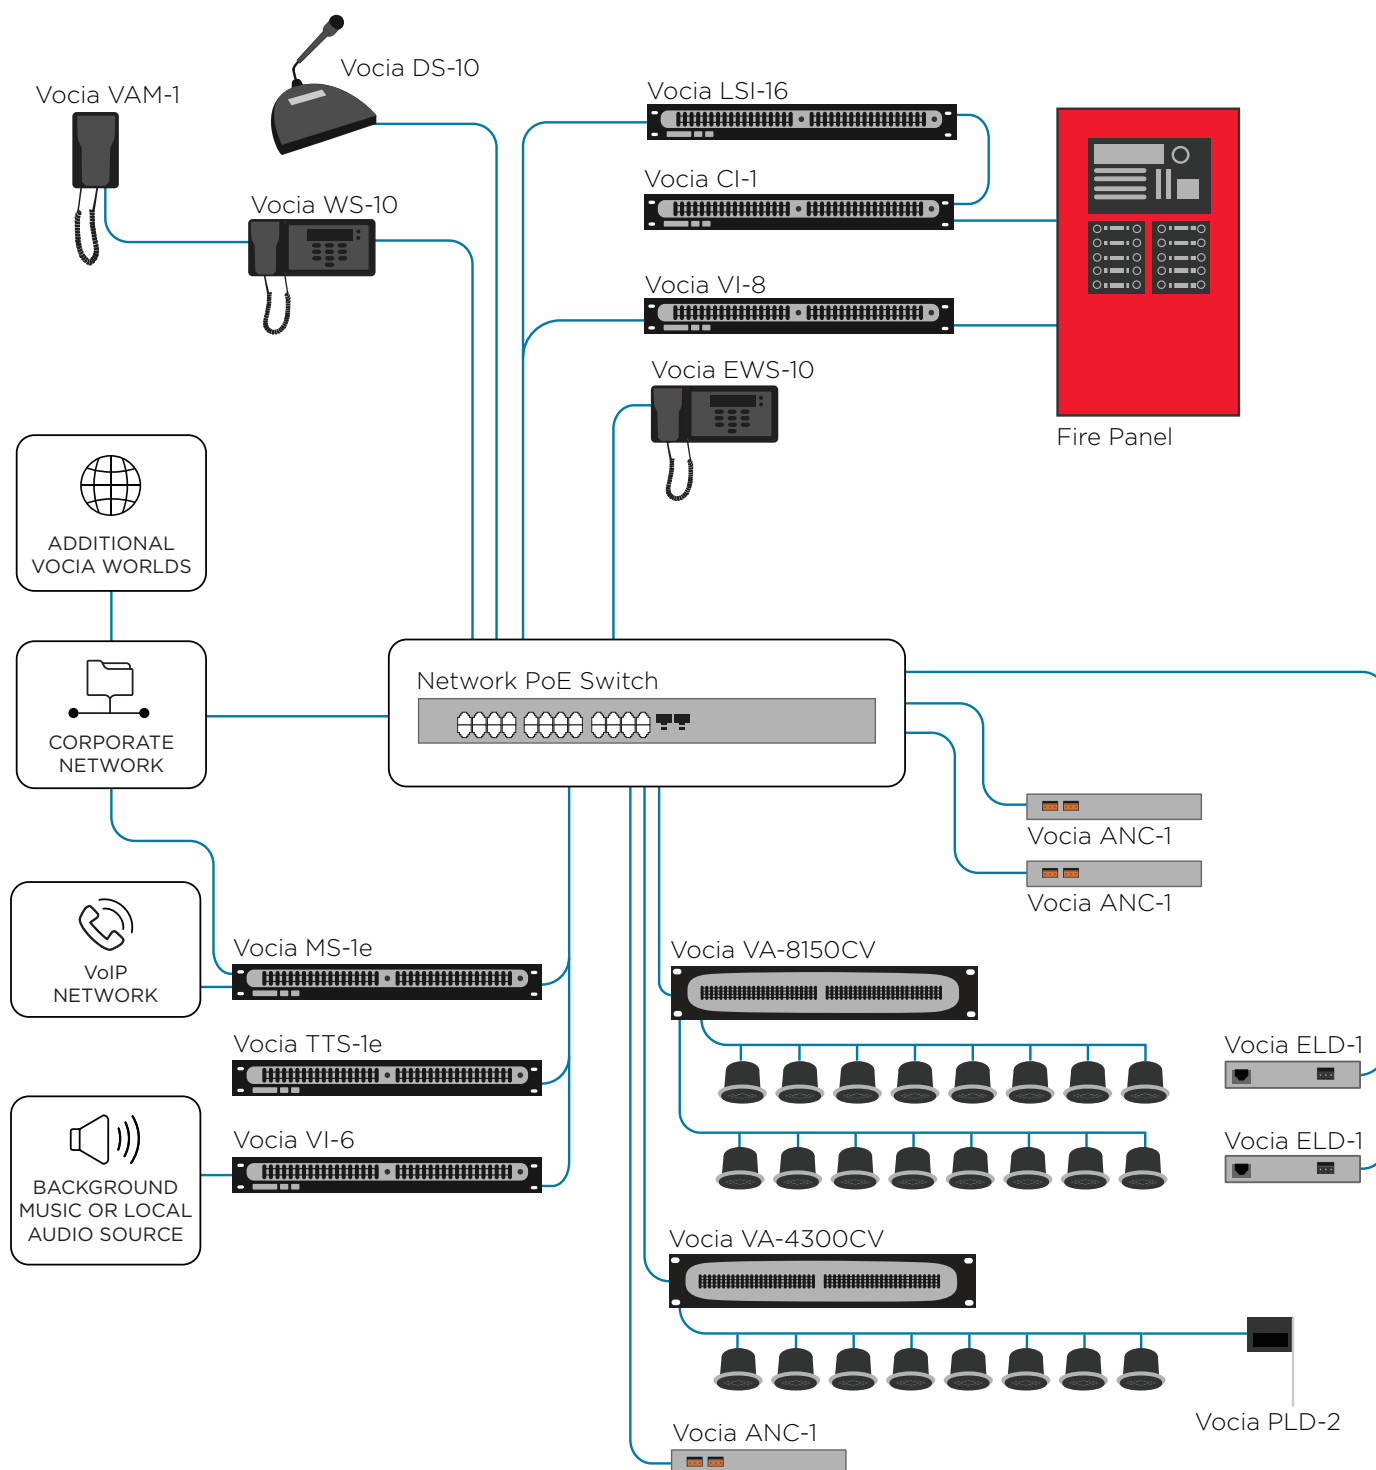 Vocia DS-10
Vocia VAM-1
Vocia LSI-16
Vocia CI-1
Vocia WS-10
Vocia VI-8
Vocia EWS-10
Fire Panel
ADDITIONAL
VOCIA WORLDS
Network PoE Switch
CORPORATE
NETWORK
Vocia ANC-1
Vocia ANC-1
VoIP
NETWORK
Vocia MS-1e
Vocia VA-8150CV
Vocia TTS-1e
Vocia ELD-1
Vocia VI-6
Vocia ELD-1
BACKGROUND
MUSIC OR LOCAL
AUDIO SOURCE
Vocia VA-4300CV
Vocia PLD-2
Vocia ANC-1